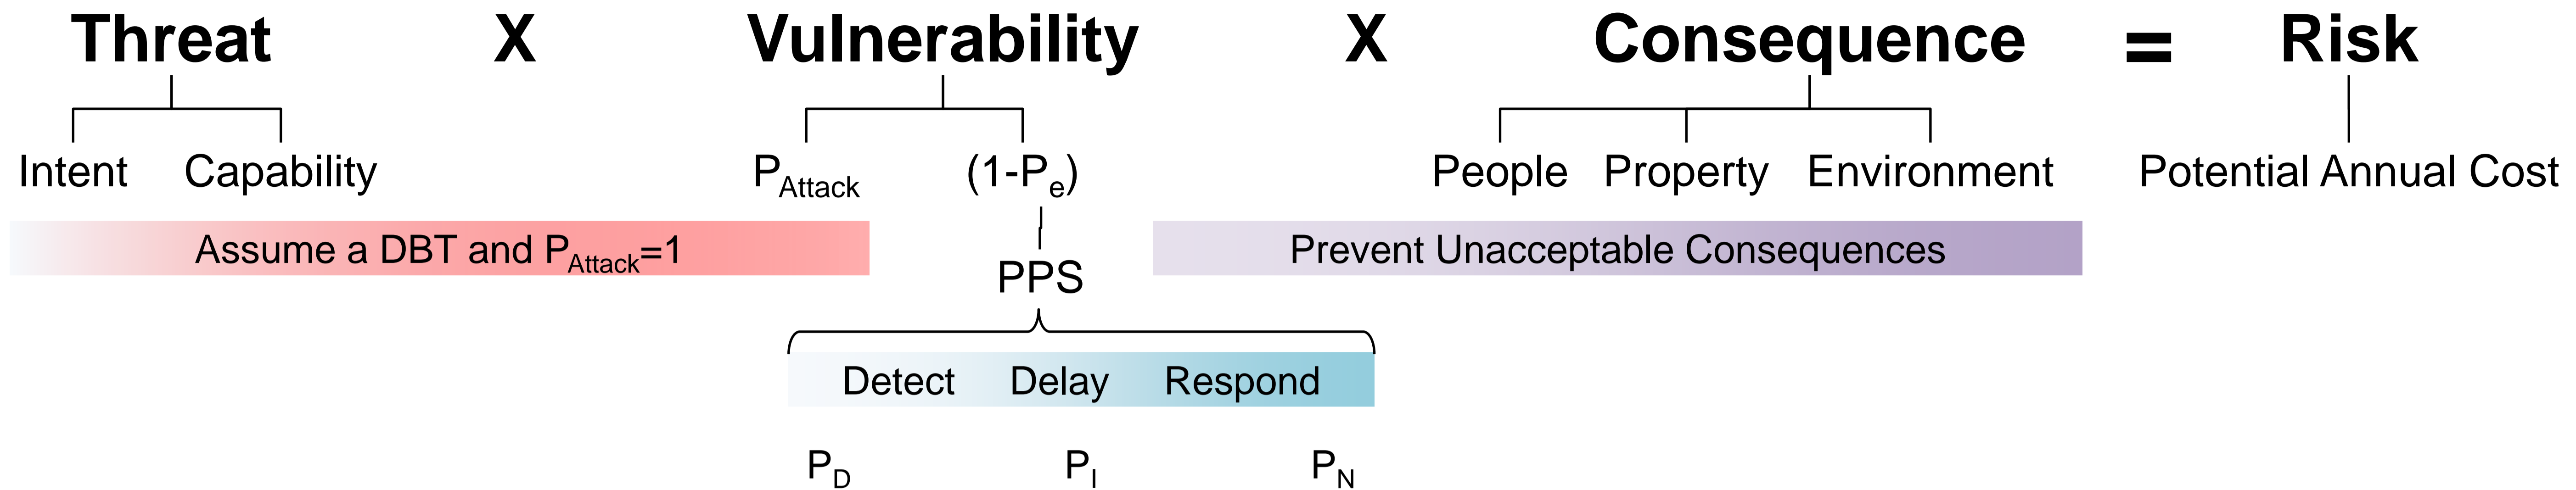 Threat X Vulnerability X Consequence = Risk
Intent Capability P_Attack (1-P_e) People Property Environment Potential Annual Cost
Assume a DBT and P_Attack=1 Prevent Unacceptable Consequences
PPS
Detect Delay Respond
P_D P_I P_N